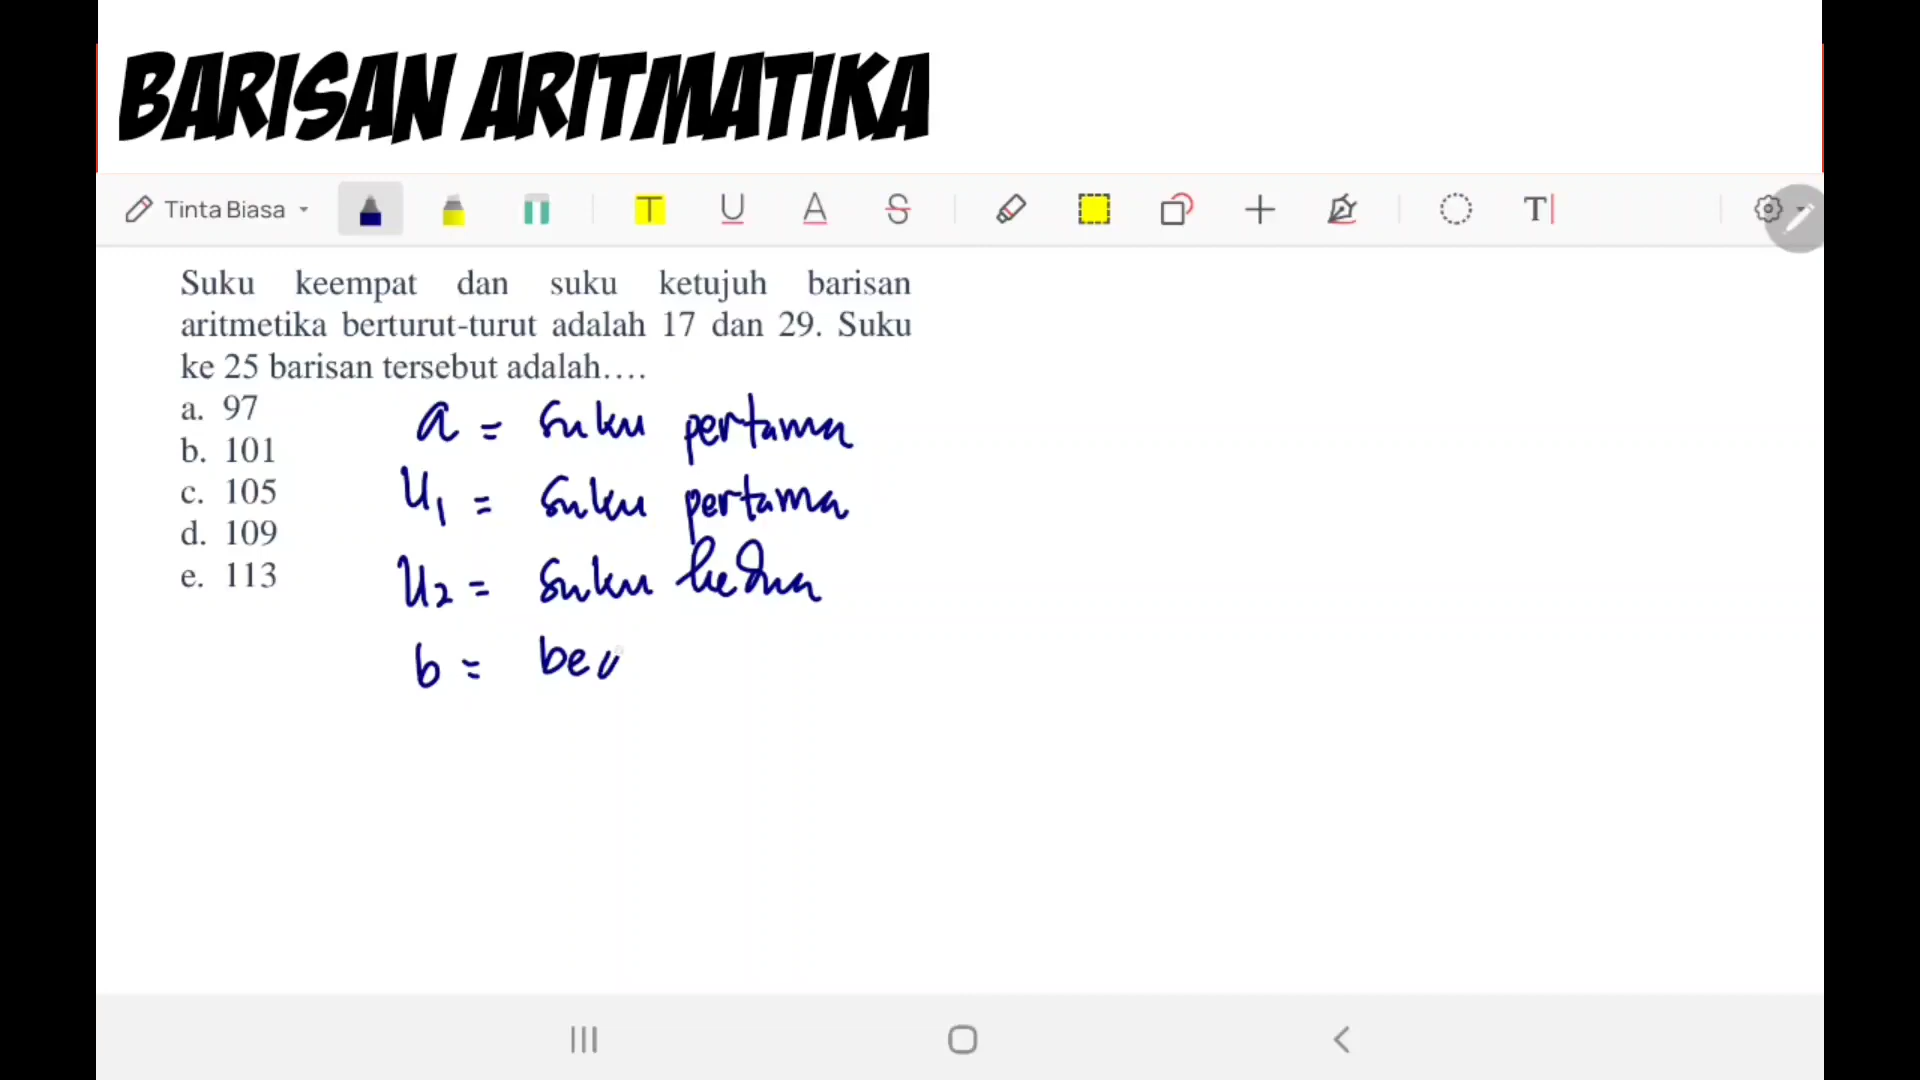 BARISAN ARITMATIKA
Tinta Biasa
Suku keempat dan suku ketujuh barisan
aritmetika berturut-turut adalah 17 dan 29. Suku
ke 25 barisan tersebut adalah….
a. 97
b. 101
c. 105
d. 109
e. 113
a = suku pertama
U1 = suku pertama
U2 = suku kedua
b =